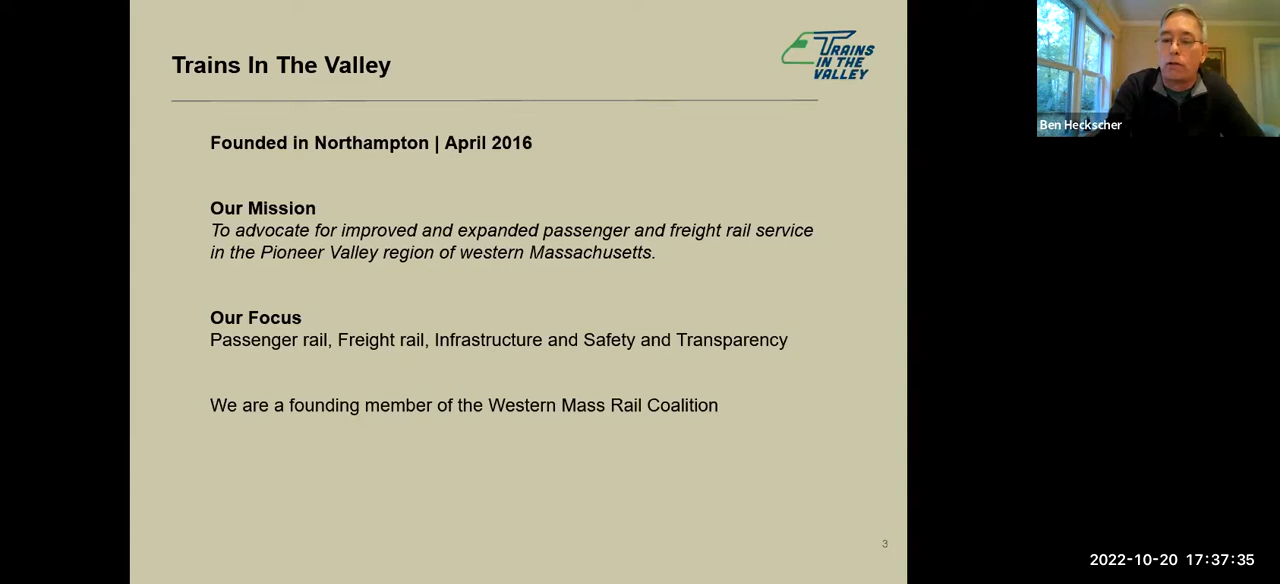 Trains In The Valley
TRAINS
IN THE
VALLEY
Founded in Northampton | April 2016
Our Mission
To advocate for improved and expanded passenger and freight rail service
in the Pioneer Valley region of western Massachusetts.
Our Focus
Passenger rail, Freight rail, Infrastructure and Safety and Transparency
We are a founding member of the Western Mass Rail Coalition
3
Ben Heckscher
2022-10-20 17:37:35